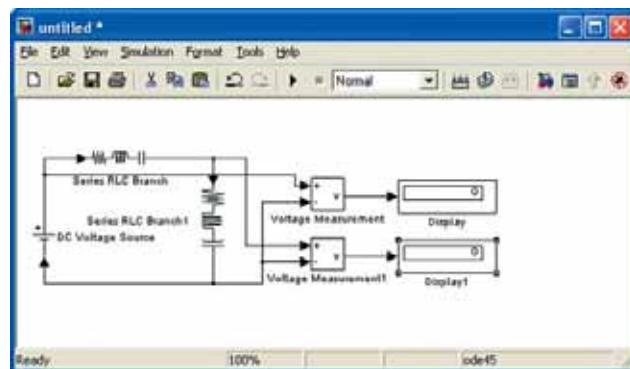 untitled *
File Edit View Simulation Format Tools Help
Normal
Series RLC Branch
Series RLC Branch1
DC Voltage Source
+
-
v
Voltage Measurement
0
Display
+
-
v
Voltage Measurement1
0
Display1
Ready 100% ode45